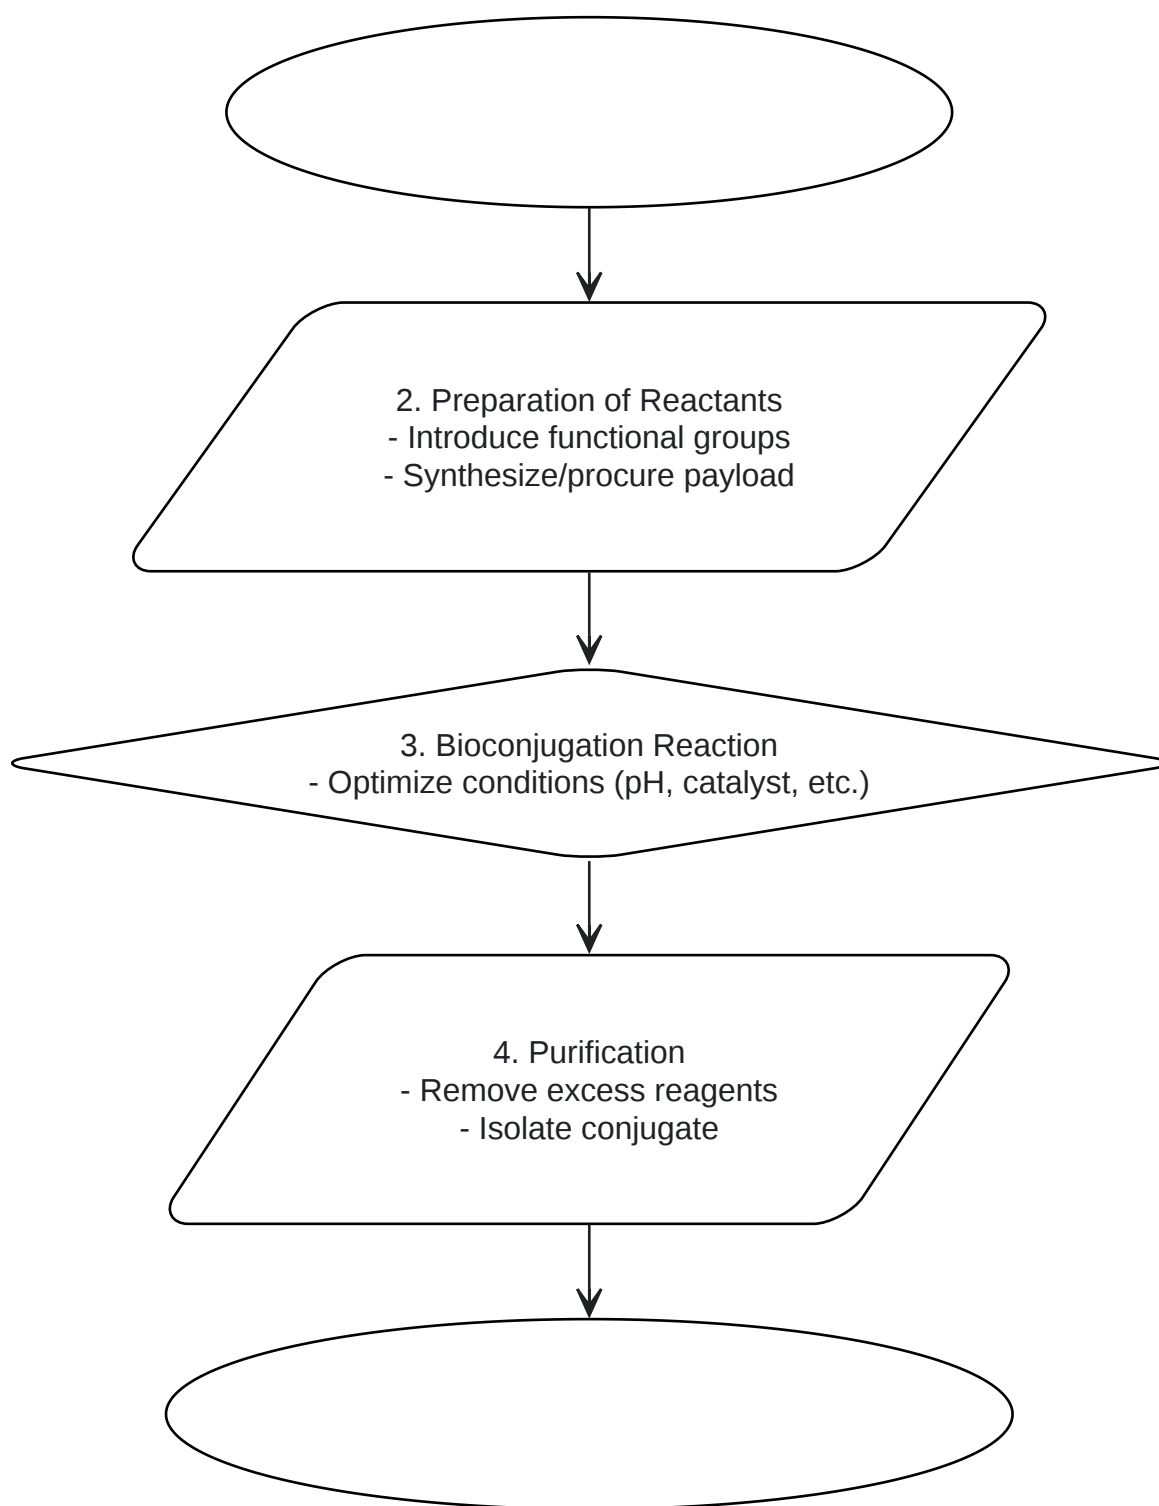 2. Preparation of Reactants
- Introduce functional groups
- Synthesize/procure payload
3. Bioconjugation Reaction
- Optimize conditions (pH, catalyst, etc.)
4. Purification
- Remove excess reagents
- Isolate conjugate